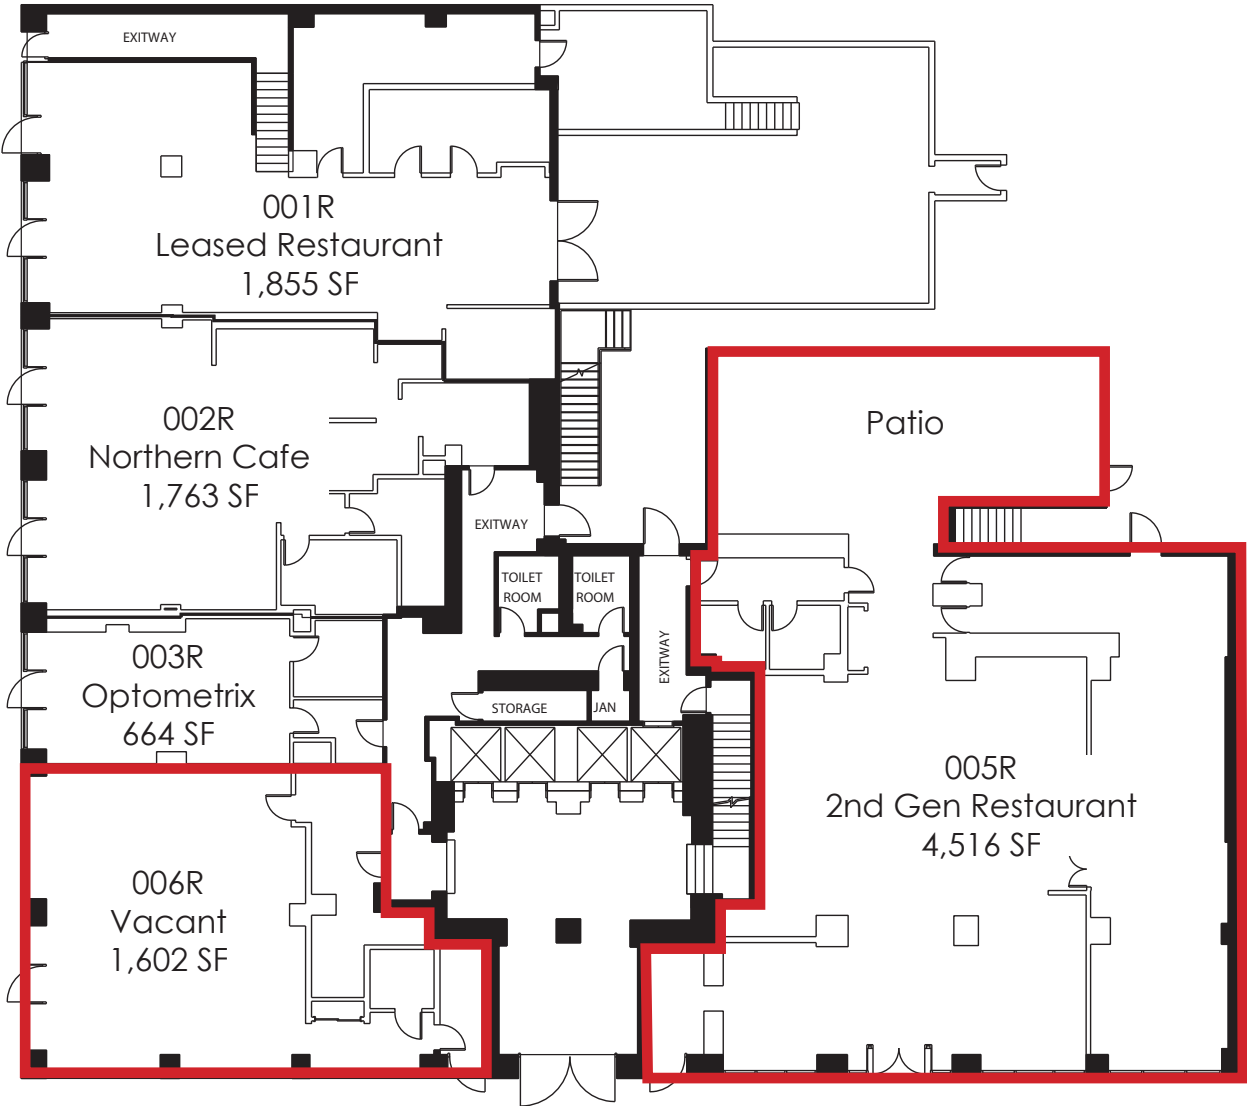 EXITWAY
001R
Leased Restaurant
1,855 SF
Patio
002R
Northern Cafe
1,763 SF
EXITWAY
TOILET
ROOM
TOILET
ROOM
EXITWAY
003R
Optometrix
664 SF
STORAGE
JAN
005R
2nd Gen Restaurant
4,516 SF
006R
Vacant
1,602 SF